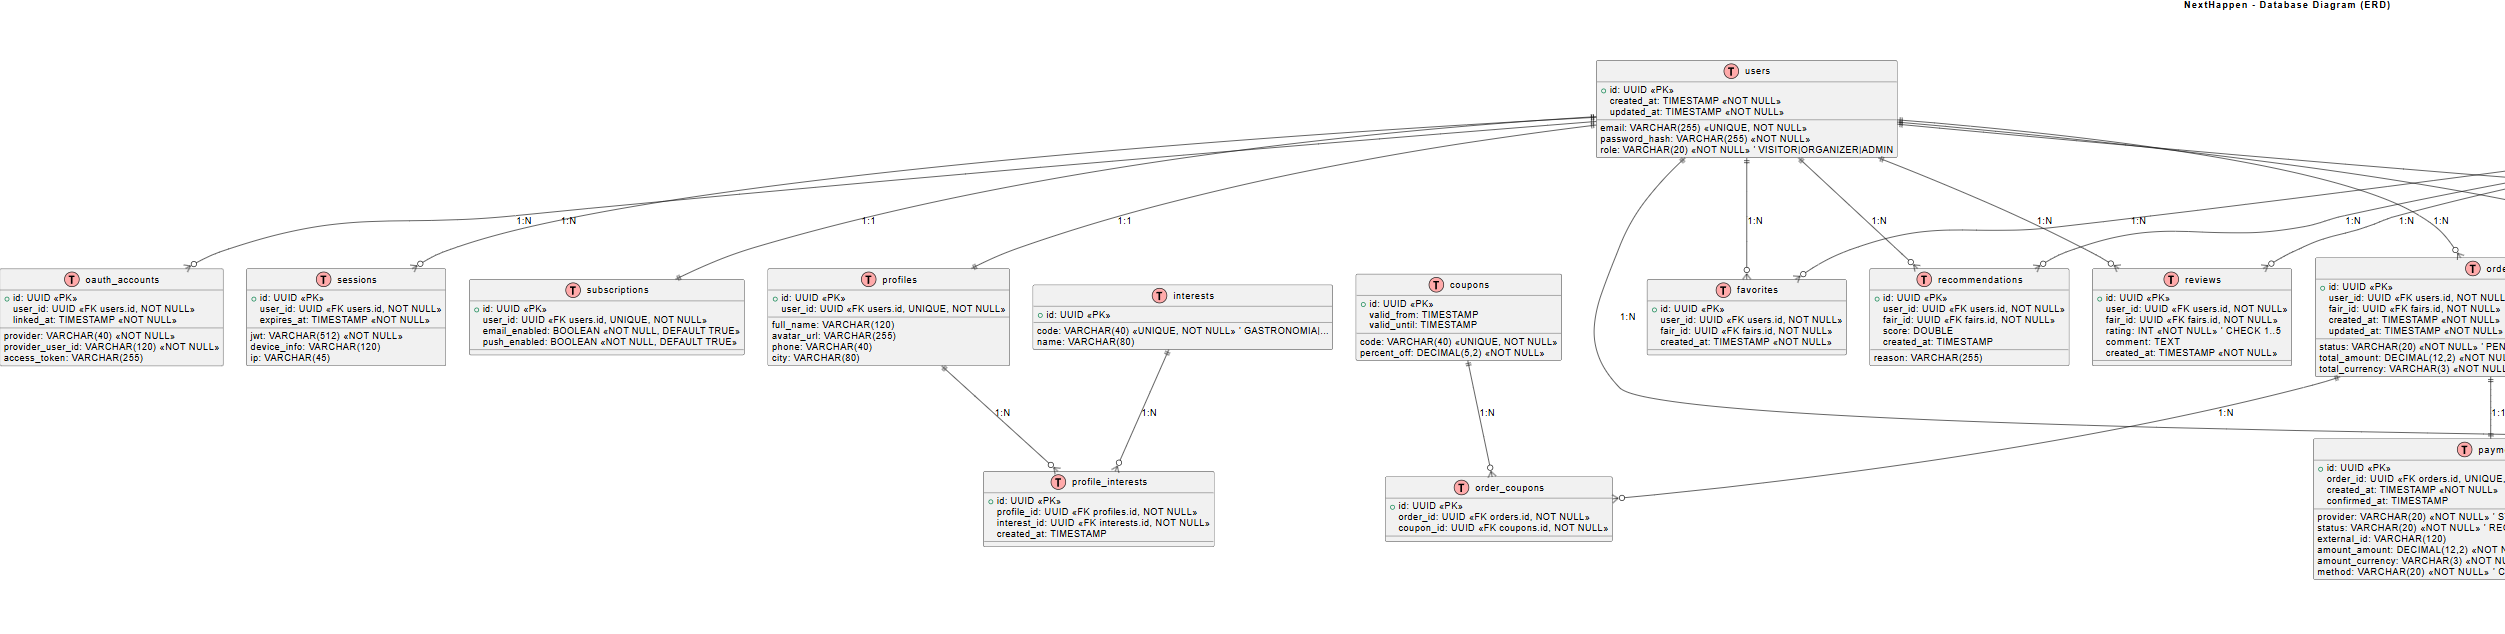 NextHappen - Database Diagram (ERD)
T users
id: UUID «PK»
created_at: TIMESTAMP «NOT NULL»
updated_at: TIMESTAMP «NOT NULL»
email: VARCHAR(255) «UNIQUE, NOT NULL»
password_hash: VARCHAR(255) «NOT NULL»
role: VARCHAR(20) «NOT NULL» ' VISITOR|ORGANIZER|ADMIN
1:N
1:N
1:1
1:1
1:N
1:N
1:N
1:N
1:N
1:N
1:N
1:N
T oauth_accounts
id: UUID «PK»
user_id: UUID «FK users.id, NOT NULL»
linked_at: TIMESTAMP «NOT NULL»
provider: VARCHAR(40) «NOT NULL»
provider_user_id: VARCHAR(120) «NOT NULL»
access_token: VARCHAR(255)
T sessions
id: UUID «PK»
user_id: UUID «FK users.id, NOT NULL»
expires_at: TIMESTAMP «NOT NULL»
jwt: VARCHAR(512) «NOT NULL»
device_info: VARCHAR(120)
ip: VARCHAR(45)
T subscriptions
id: UUID «PK»
user_id: UUID «FK users.id, UNIQUE, NOT NULL»
email_enabled: BOOLEAN «NOT NULL, DEFAULT TRUE»
push_enabled: BOOLEAN «NOT NULL, DEFAULT TRUE»
T profiles
id: UUID «PK»
user_id: UUID «FK users.id, UNIQUE, NOT NULL»
full_name: VARCHAR(120)
avatar_url: VARCHAR(255)
phone: VARCHAR(40)
city: VARCHAR(80)
T interests
id: UUID «PK»
code: VARCHAR(40) «UNIQUE, NOT NULL» ' GASTRONOMIA|...
name: VARCHAR(80)
T coupons
id: UUID «PK»
valid_from: TIMESTAMP
valid_until: TIMESTAMP
code: VARCHAR(40) «UNIQUE, NOT NULL»
percent_off: DECIMAL(5,2) «NOT NULL»
T favorites
id: UUID «PK»
user_id: UUID «FK users.id, NOT NULL»
fair_id: UUID «FK fairs.id, NOT NULL»
created_at: TIMESTAMP «NOT NULL»
T recommendations
id: UUID «PK»
user_id: UUID «FK users.id, NOT NULL»
fair_id: UUID «FK fairs.id, NOT NULL»
score: DOUBLE
created_at: TIMESTAMP
reason: VARCHAR(255)
T reviews
id: UUID «PK»
user_id: UUID «FK users.id, NOT NULL»
fair_id: UUID «FK fairs.id, NOT NULL»
rating: INT «NOT NULL» ' CHECK 1..5
comment: TEXT
created_at: TIMESTAMP «NOT NULL»
T orde
id: UUID «PK»
user_id: UUID «FK users.id, NOT NULL
fair_id: UUID «FK fairs.id, NOT NULL»
created_at: TIMESTAMP «NOT NULL»
updated_at: TIMESTAMP «NOT NULL»
status: VARCHAR(20) «NOT NULL» ' PEN
total_amount: DECIMAL(12,2) «NOT NUL
total_currency: VARCHAR(3) «NOT NULL
1:N
1:N
1:N
1:N
1:1
T profile_interests
id: UUID «PK»
profile_id: UUID «FK profiles.id, NOT NULL»
interest_id: UUID «FK interests.id, NOT NULL»
created_at: TIMESTAMP
T order_coupons
id: UUID «PK»
order_id: UUID «FK orders.id, NOT NULL»
coupon_id: UUID «FK coupons.id, NOT NULL»
T paym
id: UUID «PK»
order_id: UUID «FK orders.id, UNIQUE,
created_at: TIMESTAMP «NOT NULL»
confirmed_at: TIMESTAMP
provider: VARCHAR(20) «NOT NULL» ' S
status: VARCHAR(20) «NOT NULL» ' RE
external_id: VARCHAR(120)
amount_amount: DECIMAL(12,2) «NOT N
amount_currency: VARCHAR(3) «NOT NU
method: VARCHAR(20) «NOT NULL» ' C